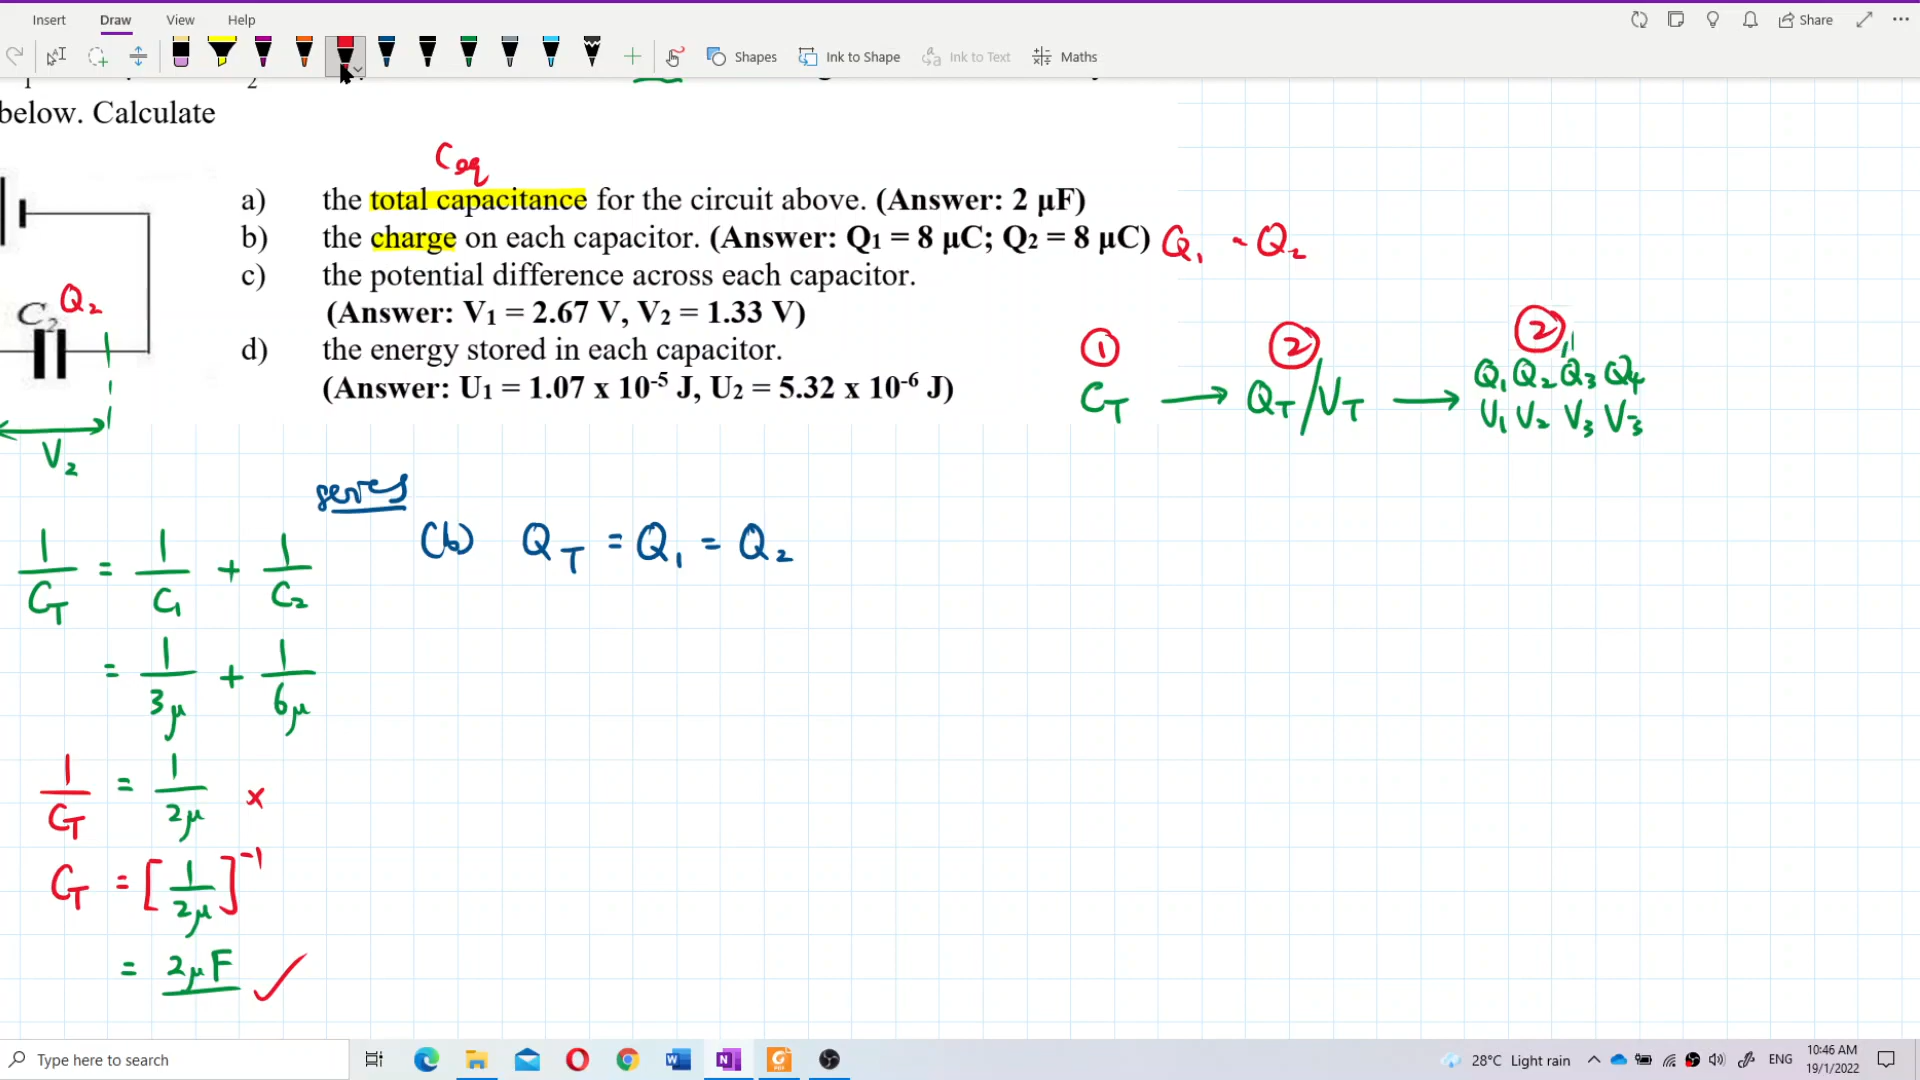 Insert Draw View Help Share
Shapes Ink to Shape Ink to Text Maths
1 2
below. Calculate
Ceq
a) the total capacitance for the circuit above. (Answer: 2 μF)
b) the charge on each capacitor. (Answer: Q1 = 8 μC; Q2 = 8 μC) Q1 = Q2
c) the potential difference across each capacitor.
(Answer: V1 = 2.67 V, V2 = 1.33 V)
d) the energy stored in each capacitor.
(Answer: U1 = 1.07 x 10-5 J, U2 = 5.32 x 10-6 J)
C2 Q2
V2
1 2 2
CT → QT/VT → Q1 Q2 Q3 Q4
V1 V2 V3 V3
series
(b) QT = Q1 = Q2
1/CT = 1/C1 + 1/C2
= 1/3μ + 1/6μ
1/CT = 1/2μ x
CT = [1/2μ]-1
= 2μF ✓
Type here to search
28°C Light rain ENG 10:46 AM
19/1/2022